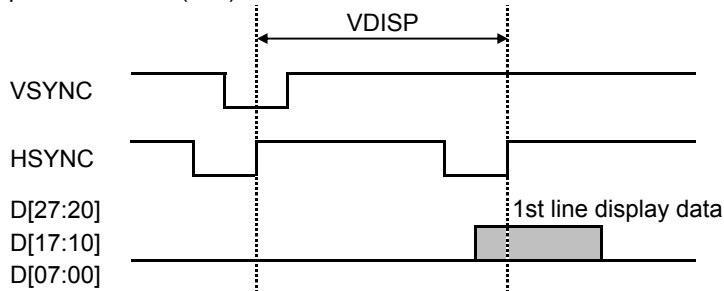 VDISP
VSYNC
HSYNC
D[27:20]
1st line display data
D[17:10]
D[07:00]